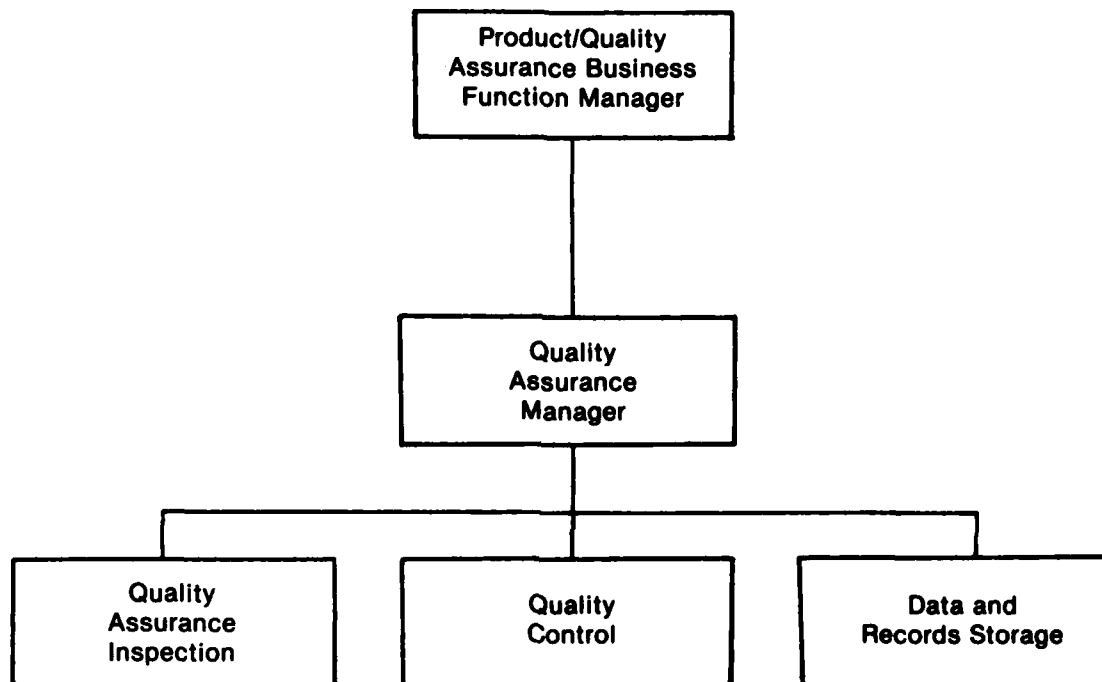 Product/Quality
Assurance Business
Function Manager
Quality
Assurance
Manager
Quality
Assurance
Inspection
Quality
Control
Data and
Records Storage